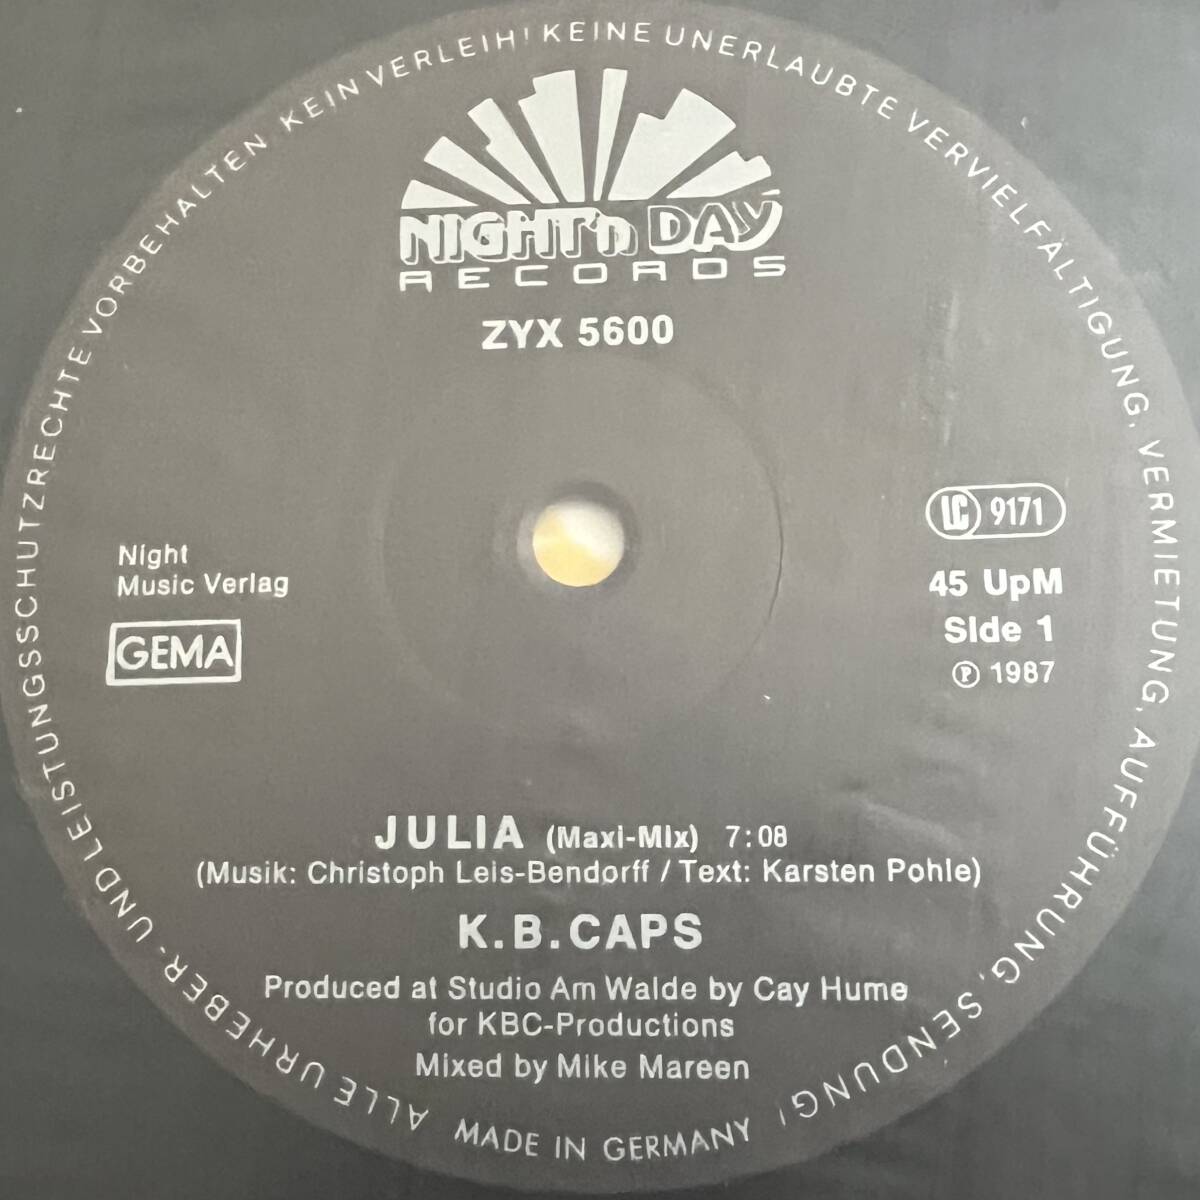 ALLE URHEBER- UND LEISTUNGSSCHUTZRECHTE VORBEHALTEN KEIN VERLEIH! KEINE UNERLAUBTE VERVIELFÄLTIGUNG, VERMIETUNG, AUFFÜHRUNG, SENDUNG!
NIGHT'n DAY
RECORDS
ZYX 5600
LC 9171
Night
Music Verlag
GEMA
45 UpM
Side 1
℗ 1987
JULIA (Maxi-Mix) 7:08
(Musik: Christoph Leis-Bendorff / Text: Karsten Pohle)
K.B.CAPS
Produced at Studio Am Walde by Cay Hume
for KBC-Productions
Mixed by Mike Mareen
MADE IN GERMANY